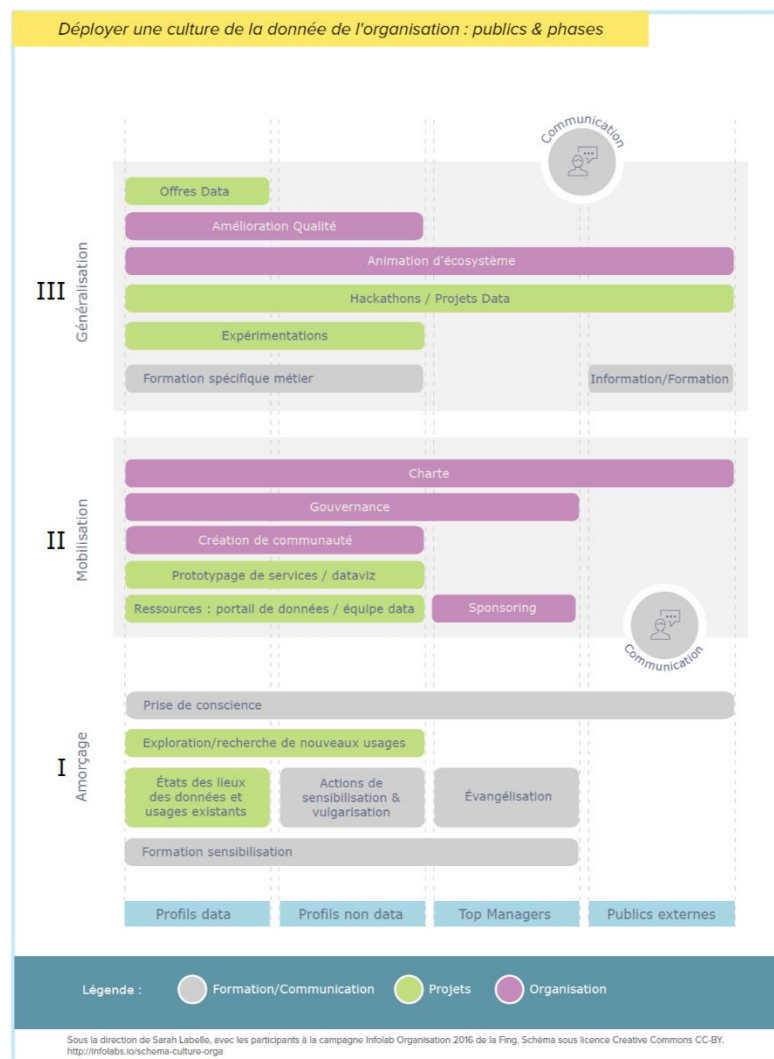 Déployer une culture de la donnée de l'organisation : publics & phases
Communication
Offres Data
Amélioration Qualité
Animation d'écosystème
III
Généralisation
Hackathons / Projets Data
Expérimentations
Formation spécifique métier
Information/Formation
Charte
Gouvernance
II
Mobilisation
Création de communauté
Prototypage de services / dataviz
Ressources : portail de données / équipe data
Sponsoring
Communication
Prise de conscience
Exploration/recherche de nouveaux usages
I
Amorçage
États des lieux
des données et
usages existants
Actions de
sensibilisation &
vulgarisation
Évangélisation
Formation sensibilisation
Profils data
Profils non data
Top Managers
Publics externes
Légende :
Formation/Communication
Projets
Organisation
Sous la direction de Sarah Labelle, avec les participants à la campagne Infolab Organisation 2016 de la Fing. Schéma sous licence Creative Commons CC-BY.
http://infolabs.io/schema-culture-orga